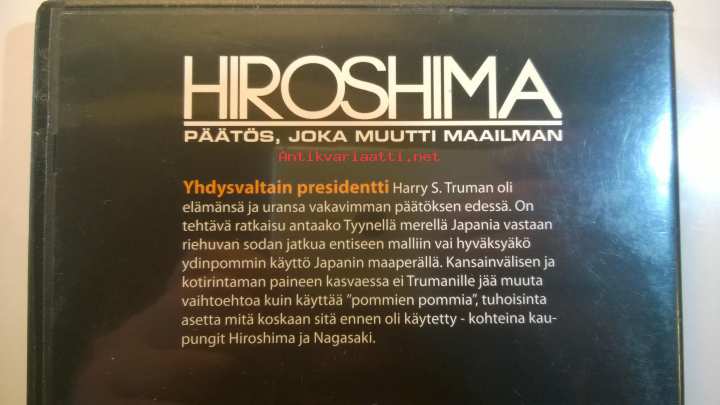 HIROSHIMA
PÄÄTÖS, JOKA MUUTTI MAAILMAN
Antikvariaatti.net
Yhdysvaltain presidentti Harry S. Truman oli
elämänsä ja uransa vakavimman päätöksen edessä. On
tehtävä ratkaisu antaako Tyynellä merellä Japania vastaan
riehuvan sodan jatkua entiseen malliin vai hyväksyäkö
ydinpommin käyttö Japanin maaperällä. Kansainvälisen ja
kotirintaman paineen kasvaessa ei Trumanille jää muuta
vaihtoehtoa kuin käyttää ”pommien pommia”, tuhoisinta
asetta mitä koskaan sitä ennen oli käytetty - kohteina kau-
pungit Hiroshima ja Nagasaki.